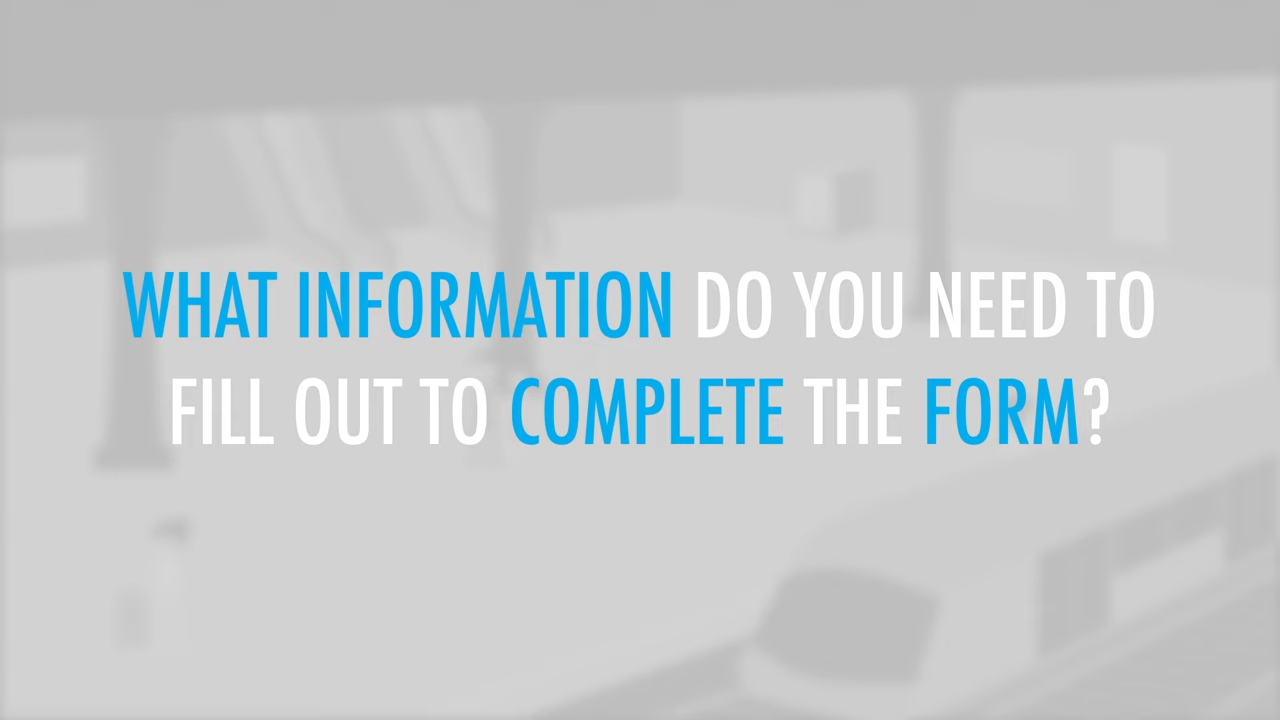 WHAT INFORMATION DO YOU NEED TO
FILL OUT TO COMPLETE THE FORM?